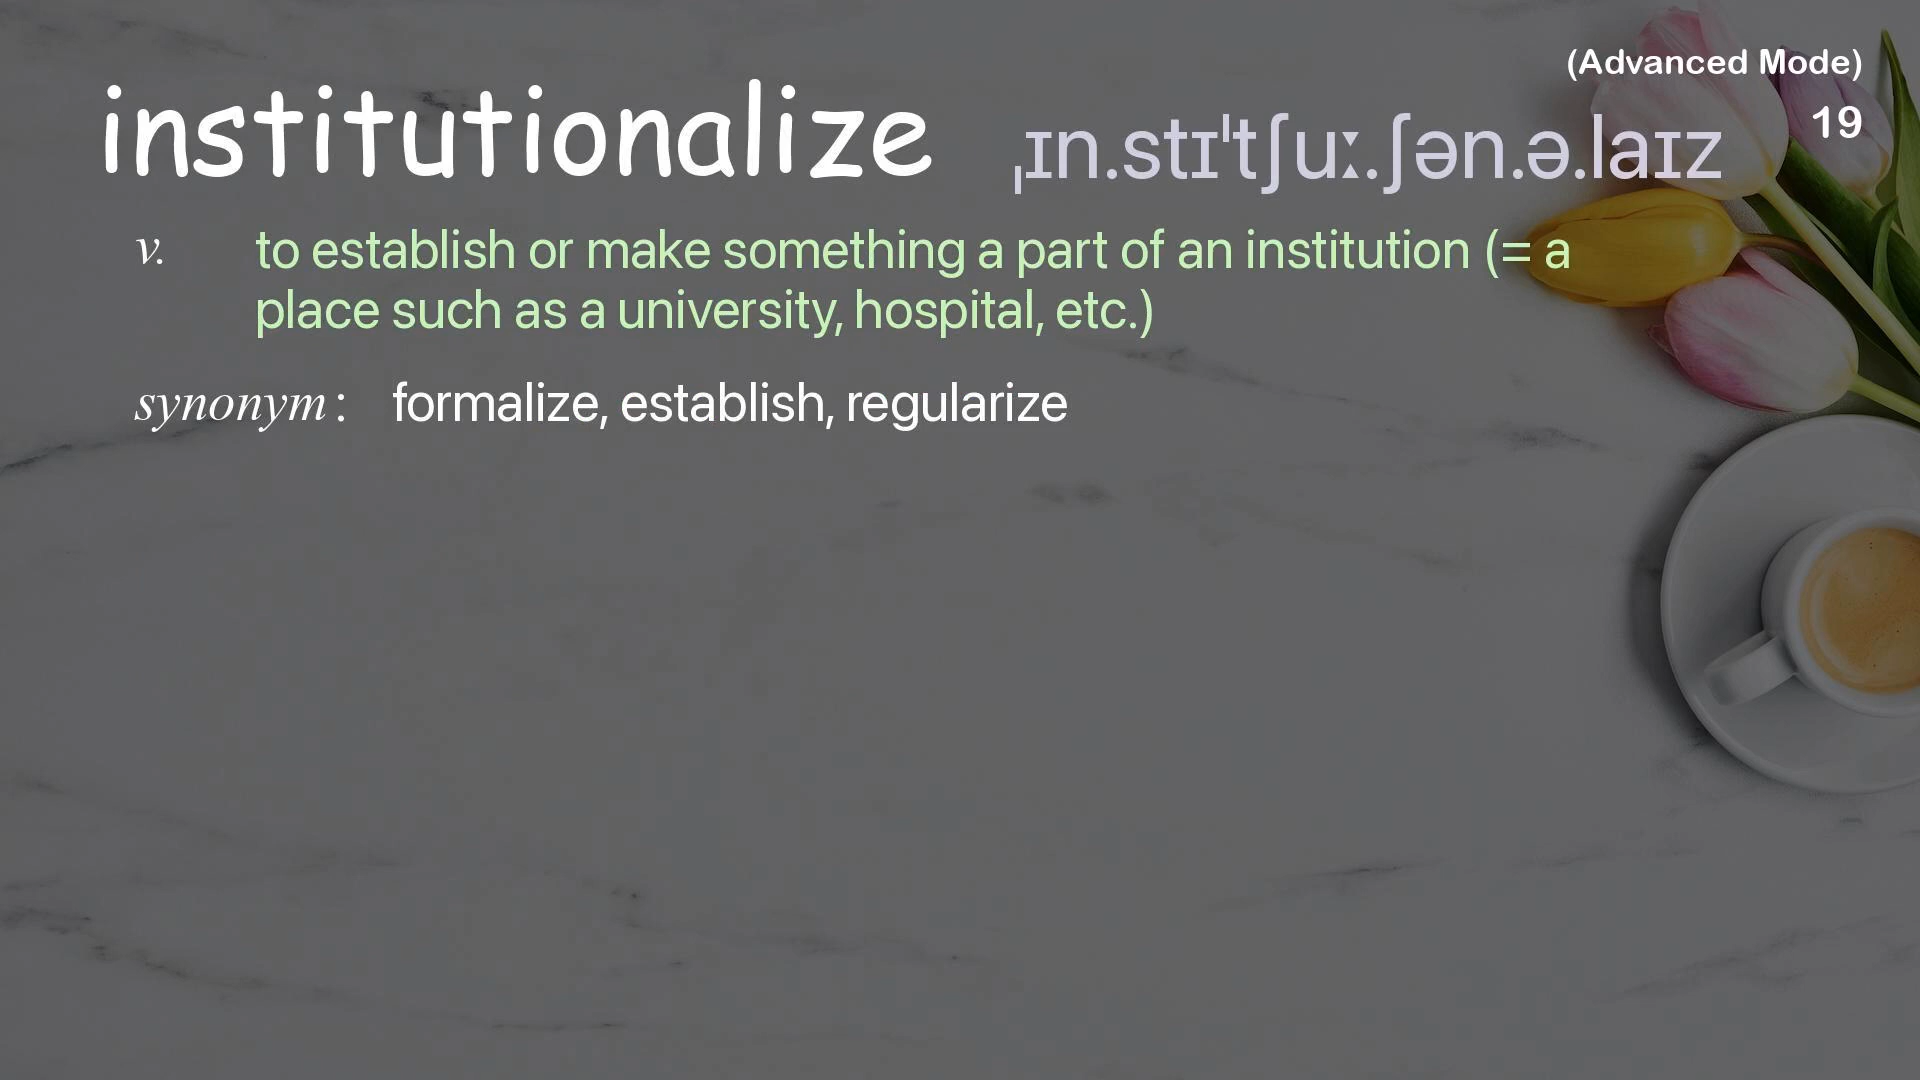 (Advanced Mode)
institutionalize ˌɪn.stɪˈtʃuː.ʃən.ə.laɪz 19
v. to establish or make something a part of an institution (= a
place such as a university, hospital, etc.)
synonym : formalize, establish, regularize